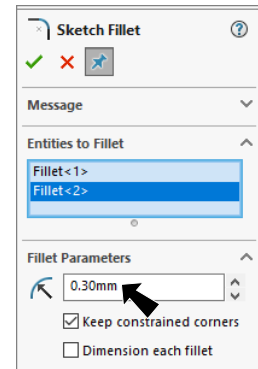 Sketch Fillet
Message
Entities to Fillet
Fillet<1>
Fillet<2>
Fillet Parameters
0.30mm
Keep constrained corners
Dimension each fillet